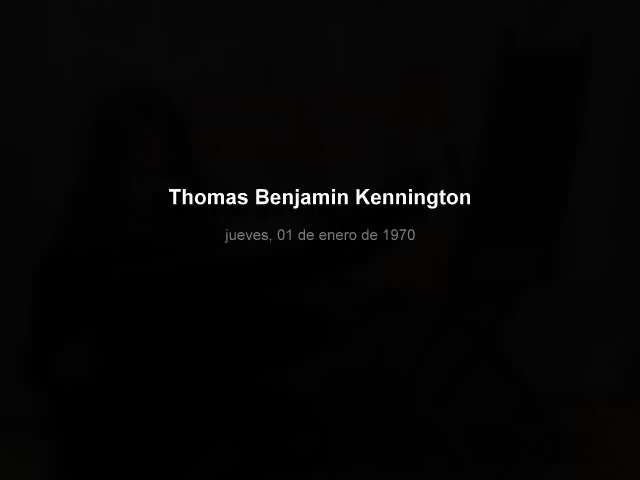 Thomas Benjamin Kennington
jueves, 01 de enero de 1970